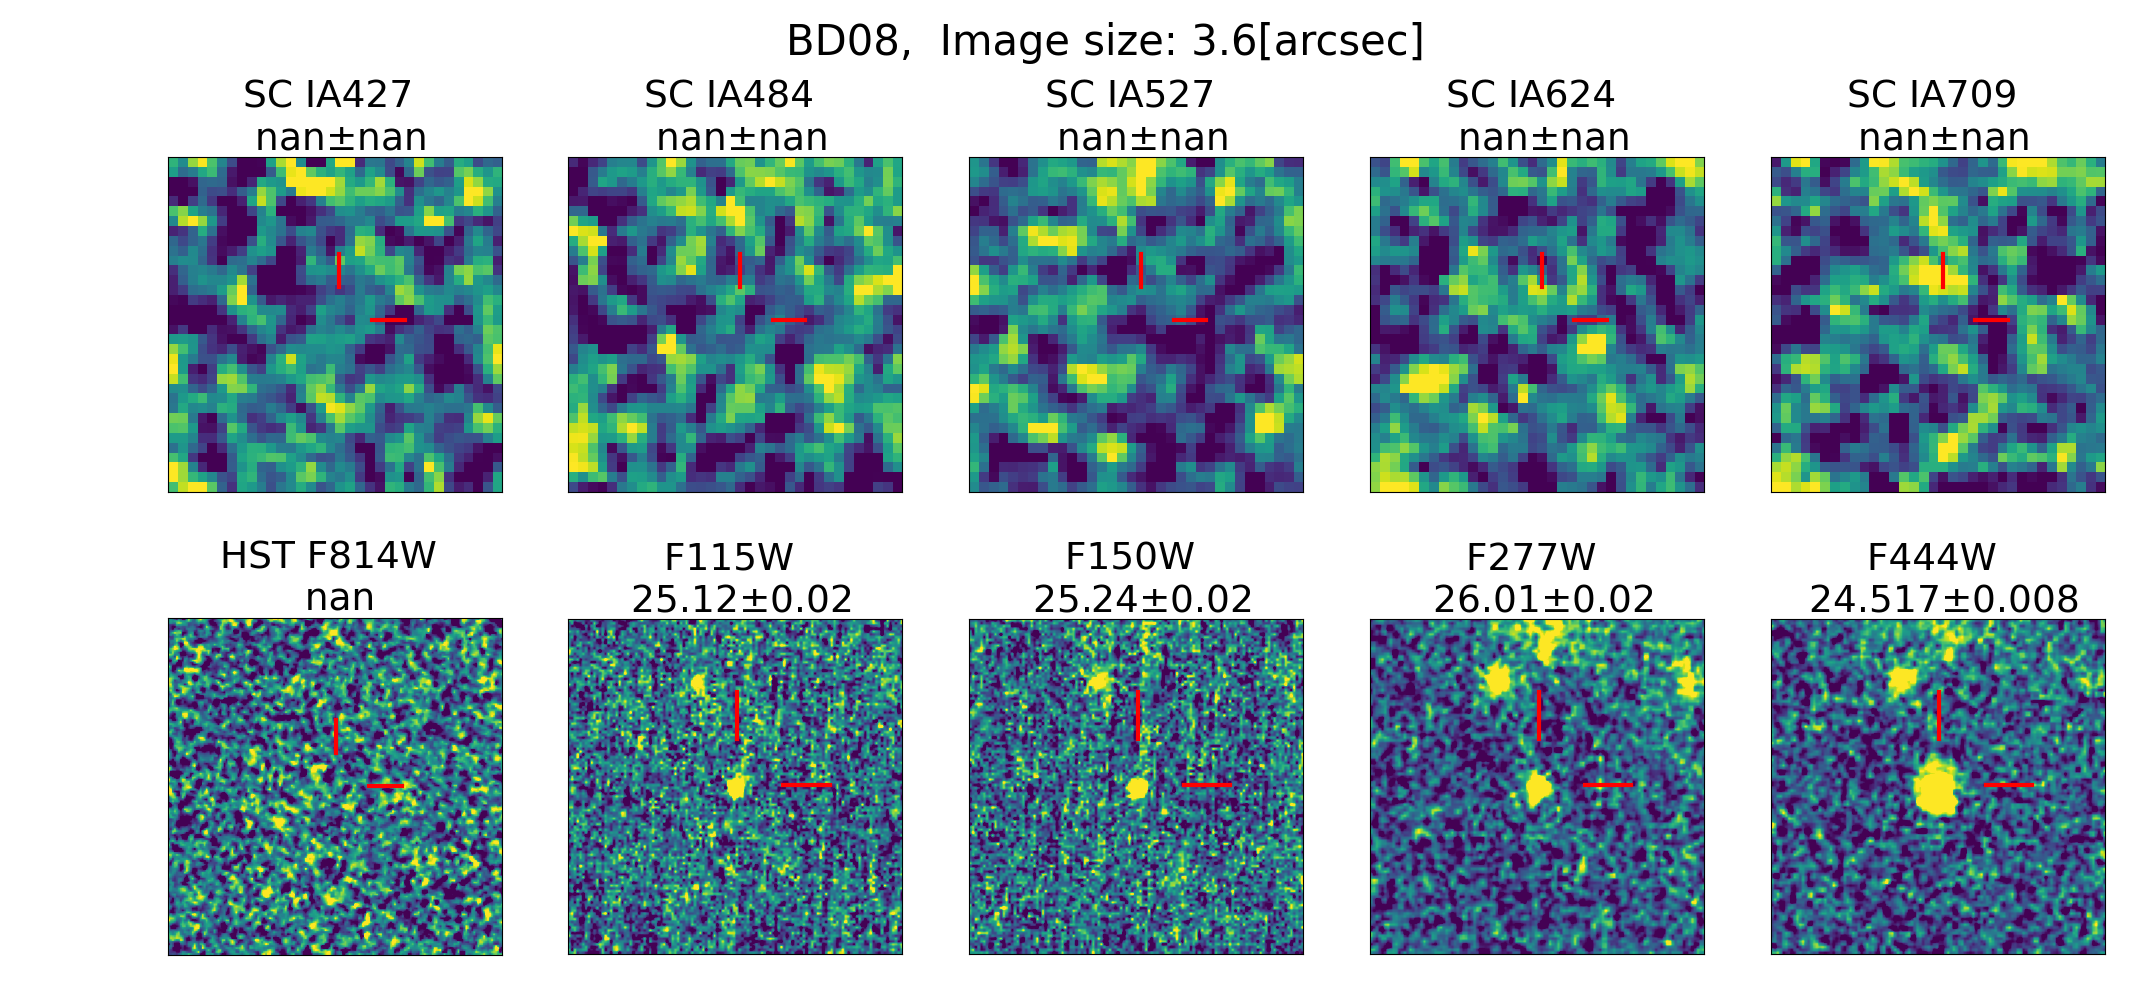 BD08,  Image size: 3.6[arcsec]
SC IA427
nan±nan
SC IA484
nan±nan
SC IA527
nan±nan
SC IA624
nan±nan
SC IA709
nan±nan
HST F814W
nan
F115W
25.12±0.02
F150W
25.24±0.02
F277W
26.01±0.02
F444W
24.517±0.008